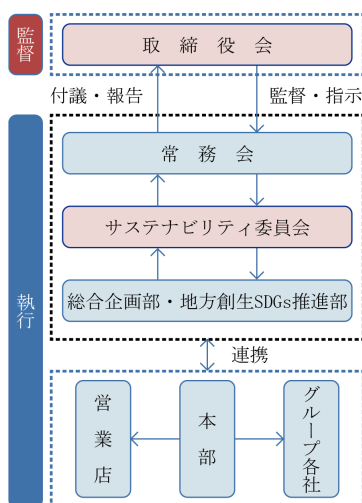 監督
取締役会
付議・報告
監督・指示
常務会
サステナビリティ委員会
執行
総合企画部・地方創生SDGs推進部
連携
営業店
本部
グループ各社